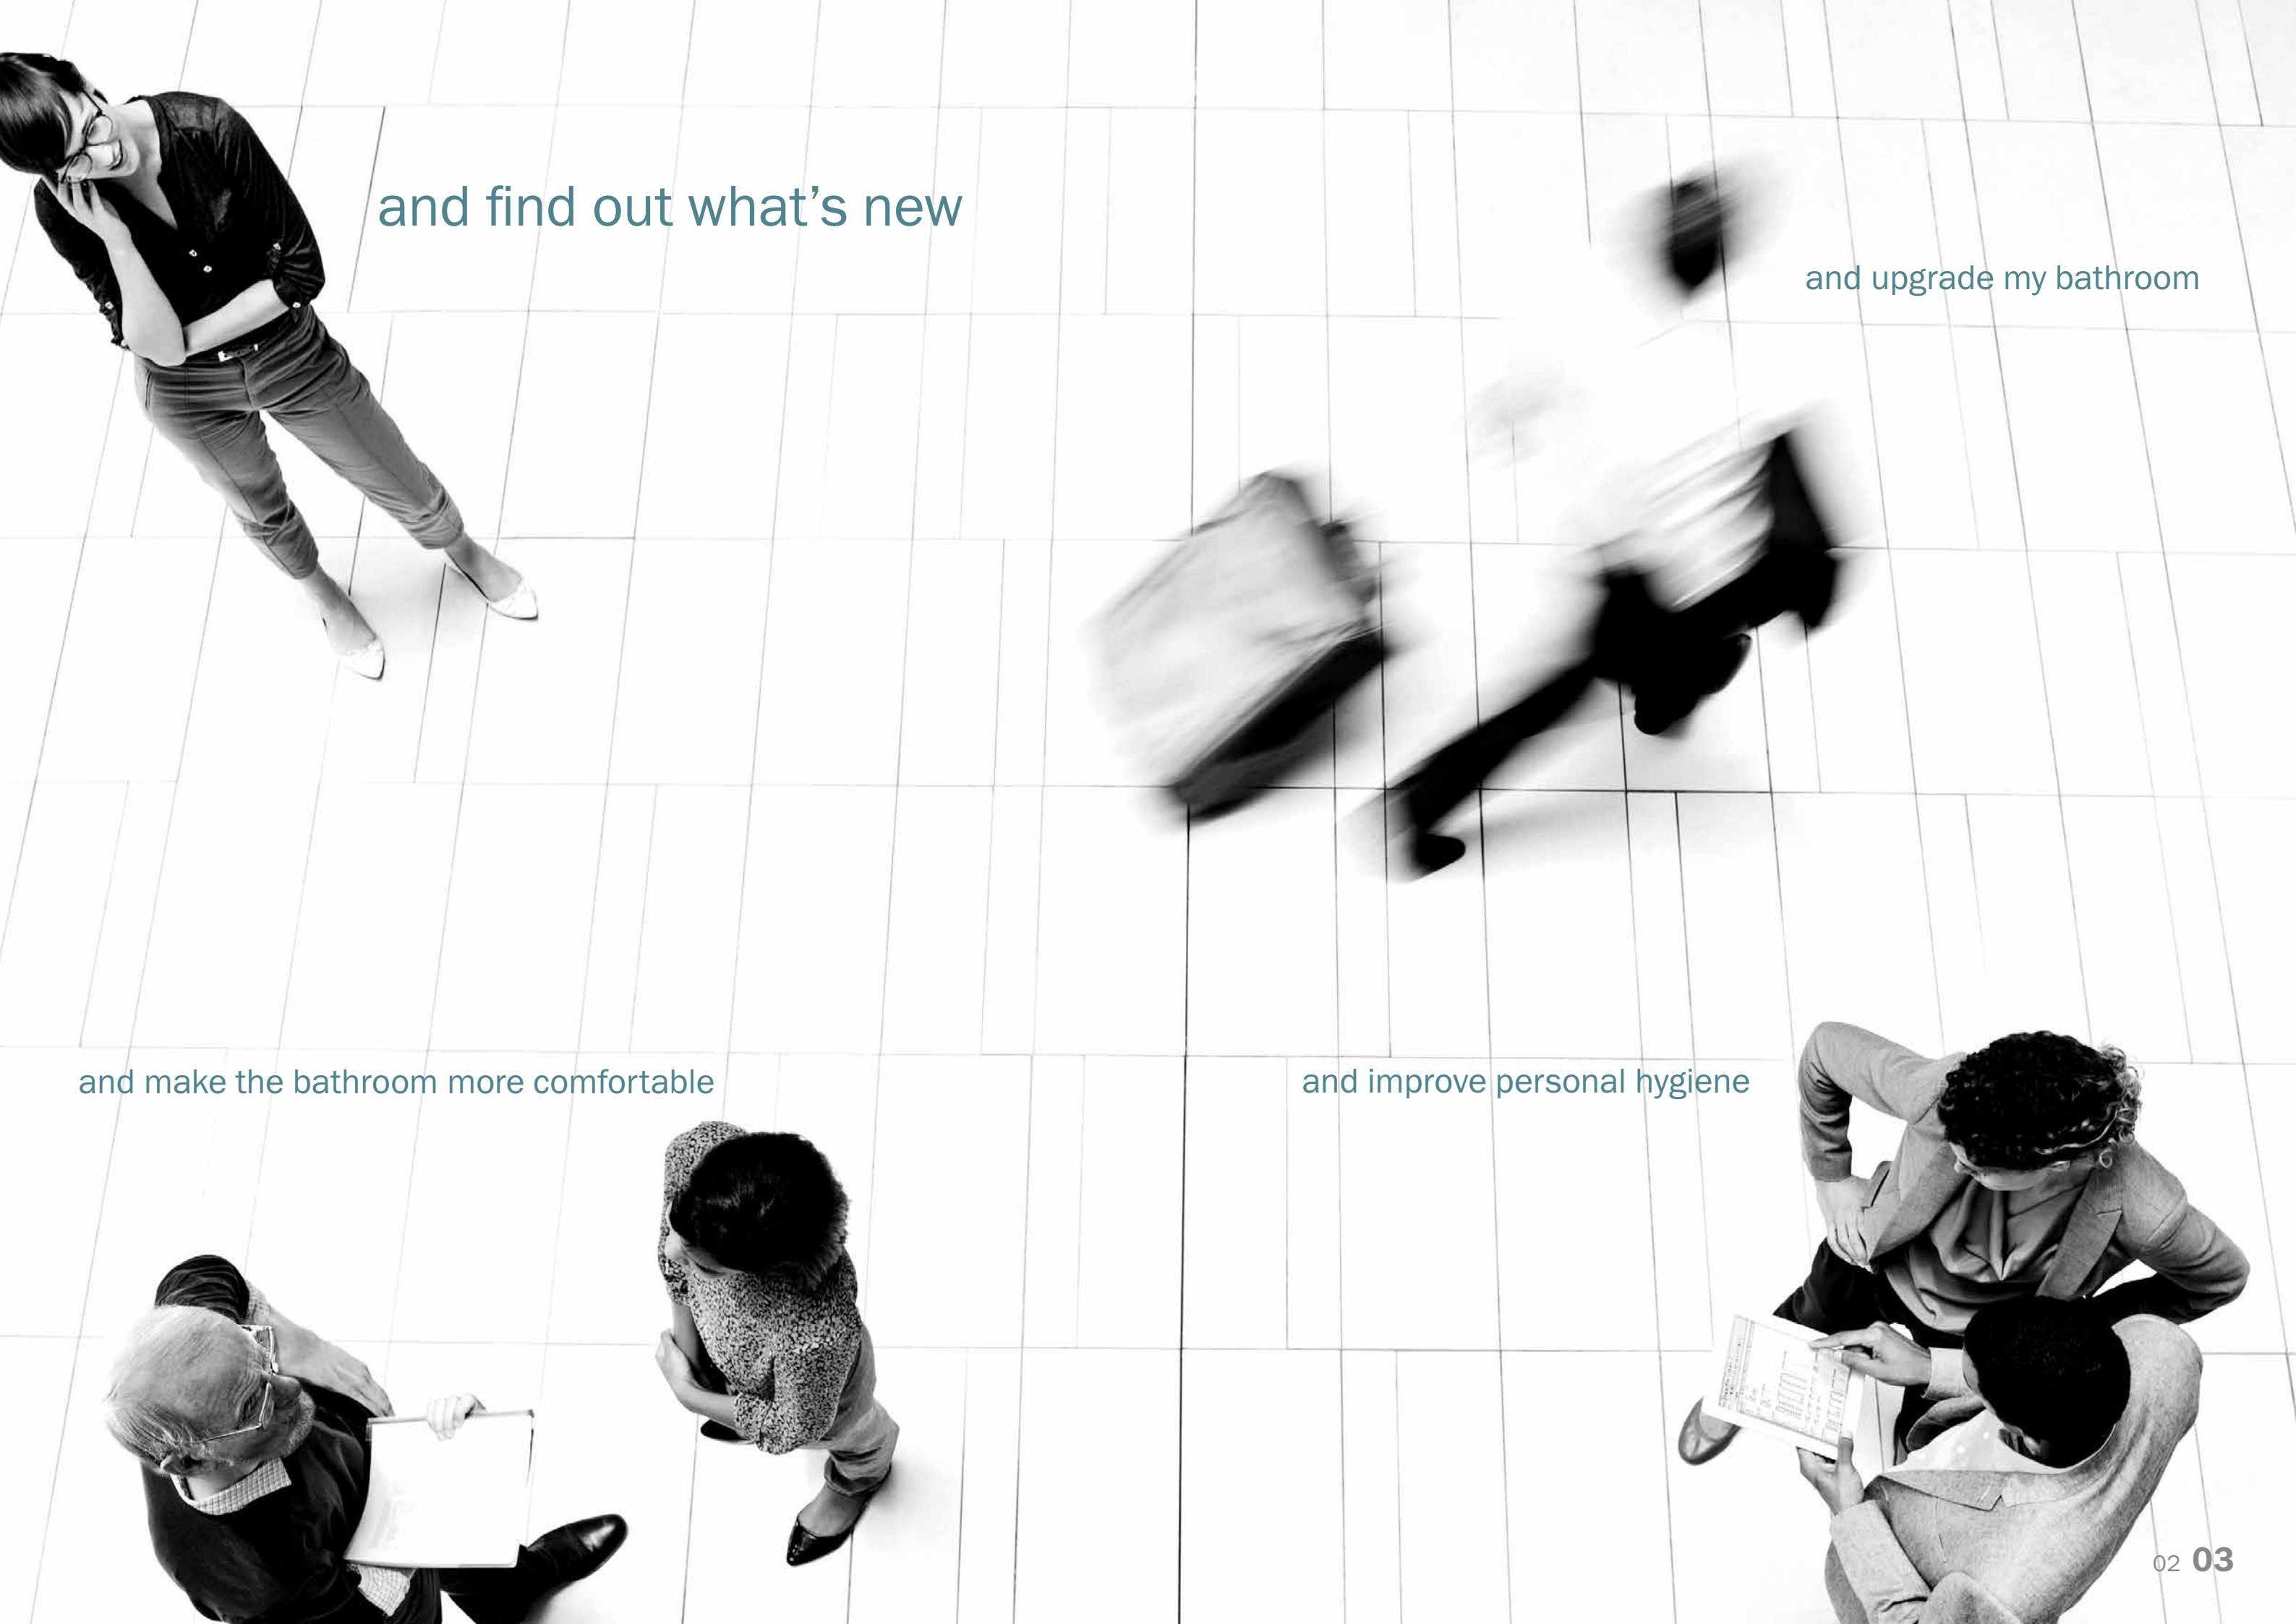 and find out what’s new
and upgrade my bathroom
and make the bathroom more comfortable
and improve personal hygiene
02 03